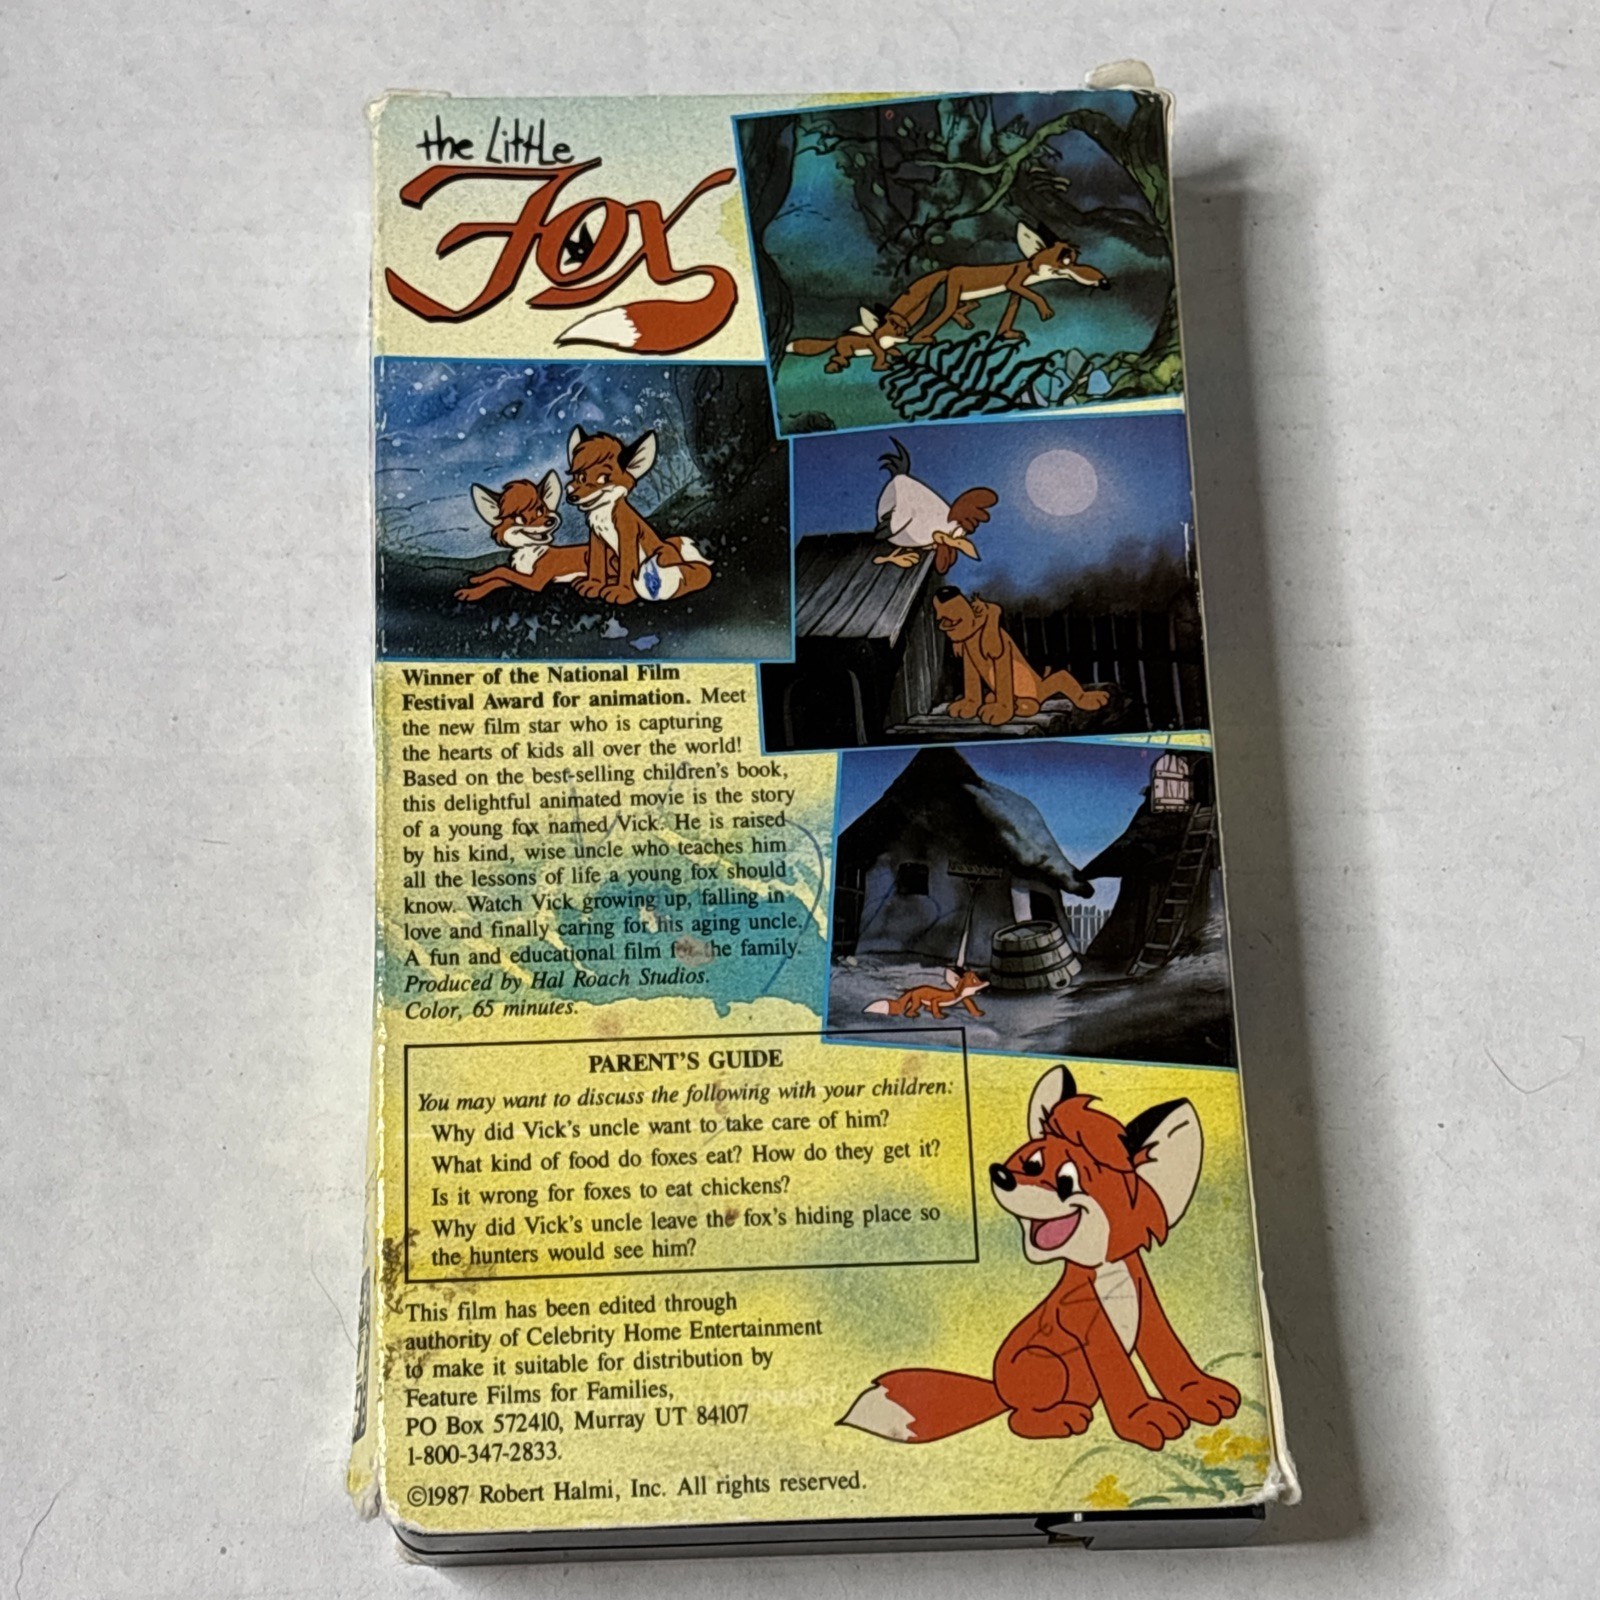 the Little
Fox
Winner of the National Film
Festival Award for animation. Meet
the new film star who is capturing
the hearts of kids all over the world!
Based on the best-selling children's book,
this delightful animated movie is the story
of a young fox named Vick. He is raised
by his kind, wise uncle who teaches him
all the lessons of life a young fox should
know. Watch Vick growing up, falling in
love and finally caring for his aging uncle.
A fun and educational film for the family.
Produced by Hal Roach Studios.
Color, 65 minutes.
PARENT'S GUIDE
You may want to discuss the following with your children:
Why did Vick's uncle want to take care of him?
What kind of food do foxes eat? How do they get it?
Is it wrong for foxes to eat chickens?
Why did Vick's uncle leave the fox's hiding place so
the hunters would see him?
This film has been edited through
authority of Celebrity Home Entertainment
to make it suitable for distribution by
Feature Films for Families,
PO Box 572410, Murray UT 84107
1-800-347-2833.
©1987 Robert Halmi, Inc. All rights reserved.